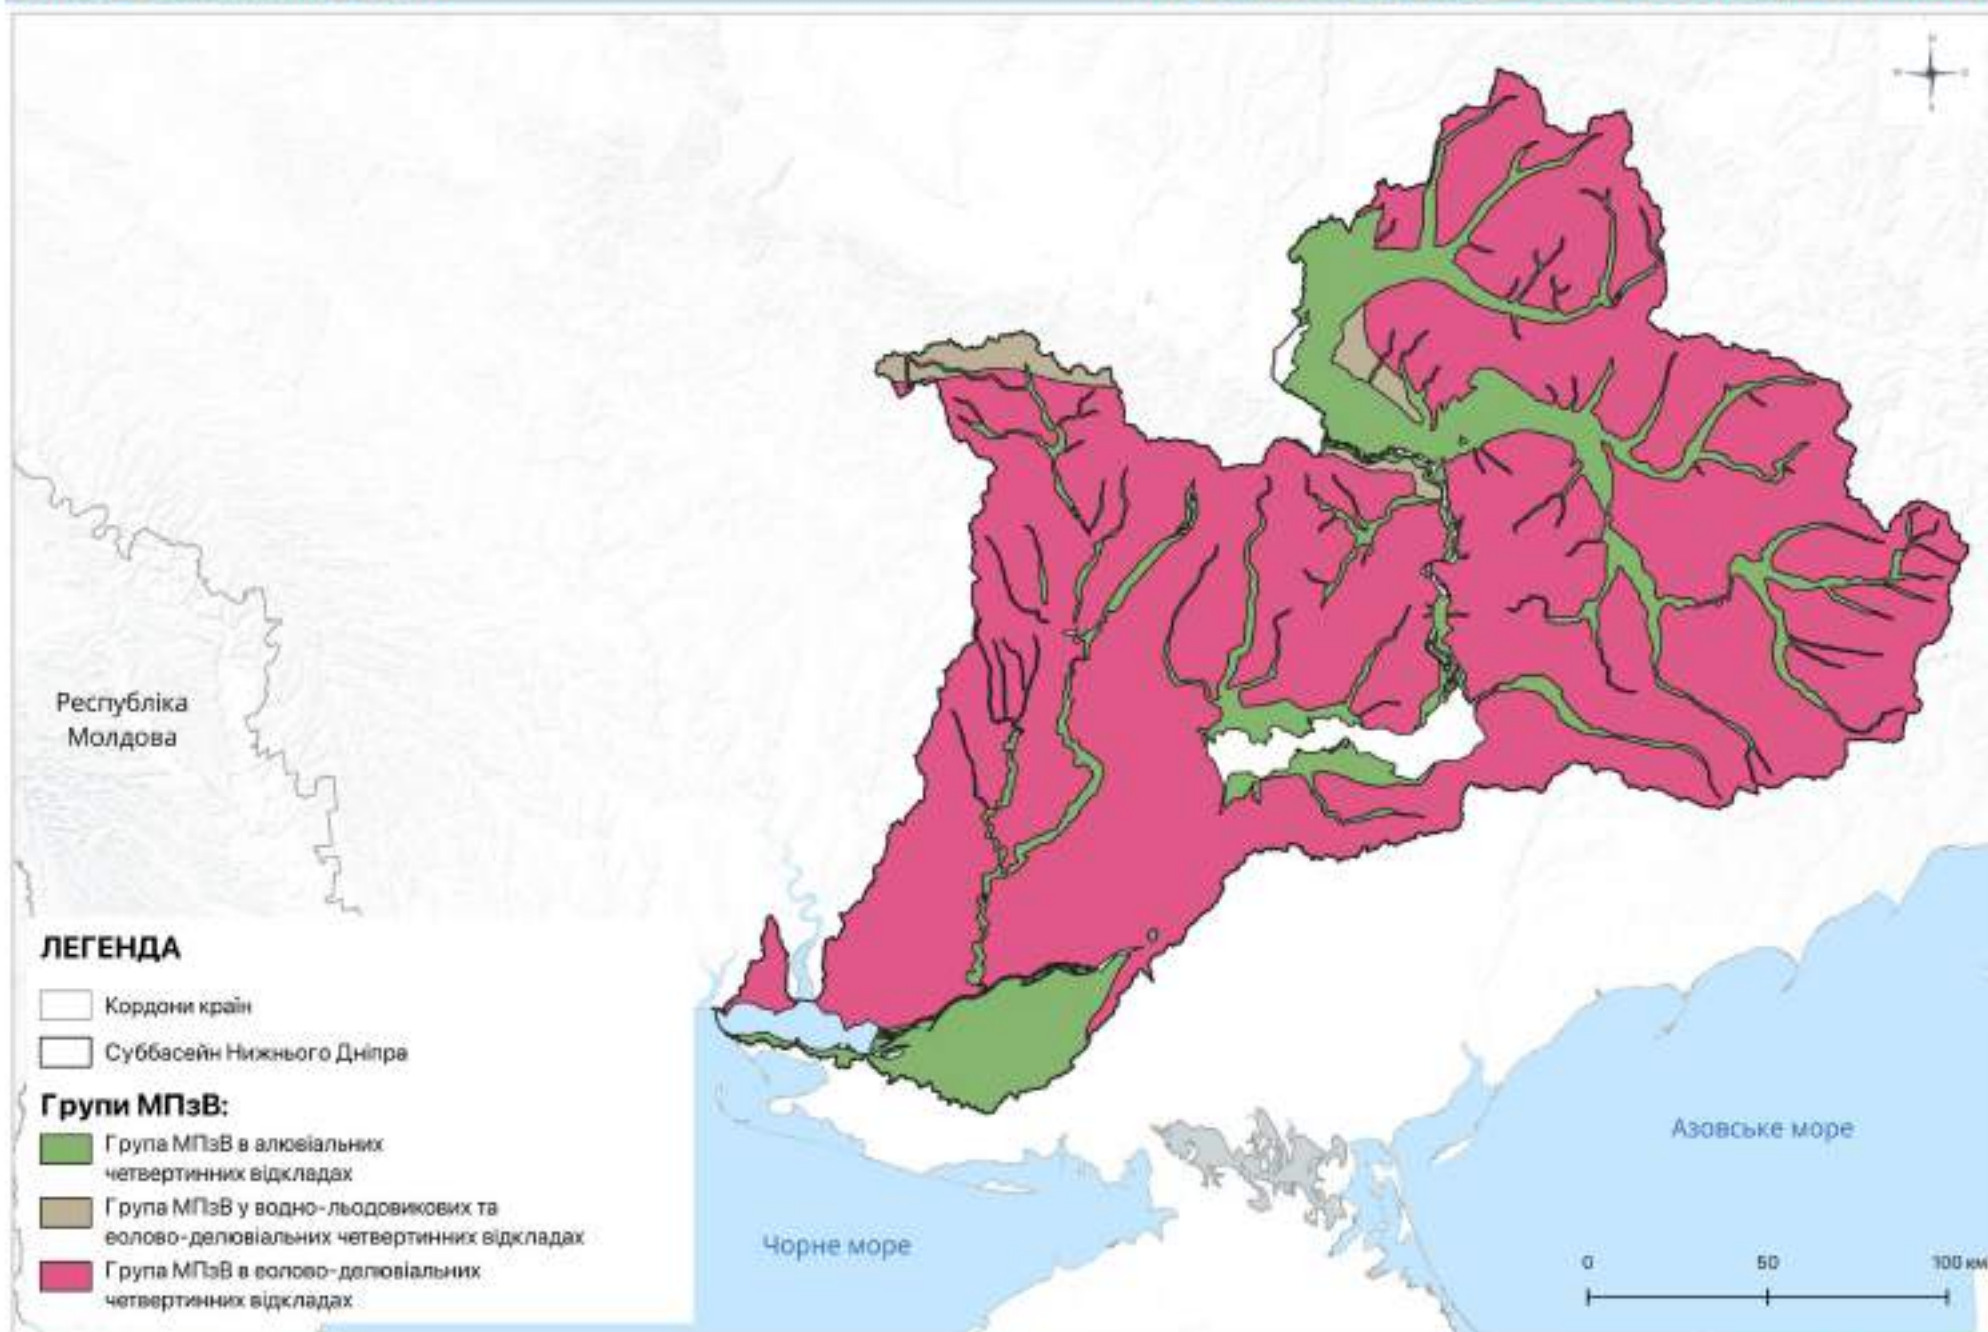 Республіка
Молдова
ЛЕГЕНДА
Кордони країн
Суббасейн Нижнього Дніпра
Групи МПзВ:
Група МПзВ в алювіальних
четвертинних відкладах
Група МПзВ у водно-льодовикових та
еолово-делювіальних четвертинних відкладах
Група МПзВ в еолово-делювіальних
четвертинних відкладах
Чорне море
Азовське море
0 50 100 км